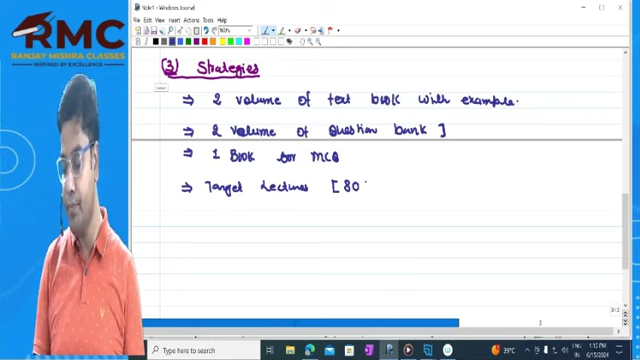 RMC
RANJAY MISHRA CLASSES
INSPIRED BY EXCELLENCE
Note1 - Windows Journal
File Edit View Insert Actions Tools Help
(3) Strategies
⇒ 2 volume of text book with example.
⇒ 2 volume of Question bank ]
⇒ 1 Book for MCQ
⇒ Target Lectures [ 80
Type here to search
39°C
ENG
IN
1:13 PM
6/15/2024